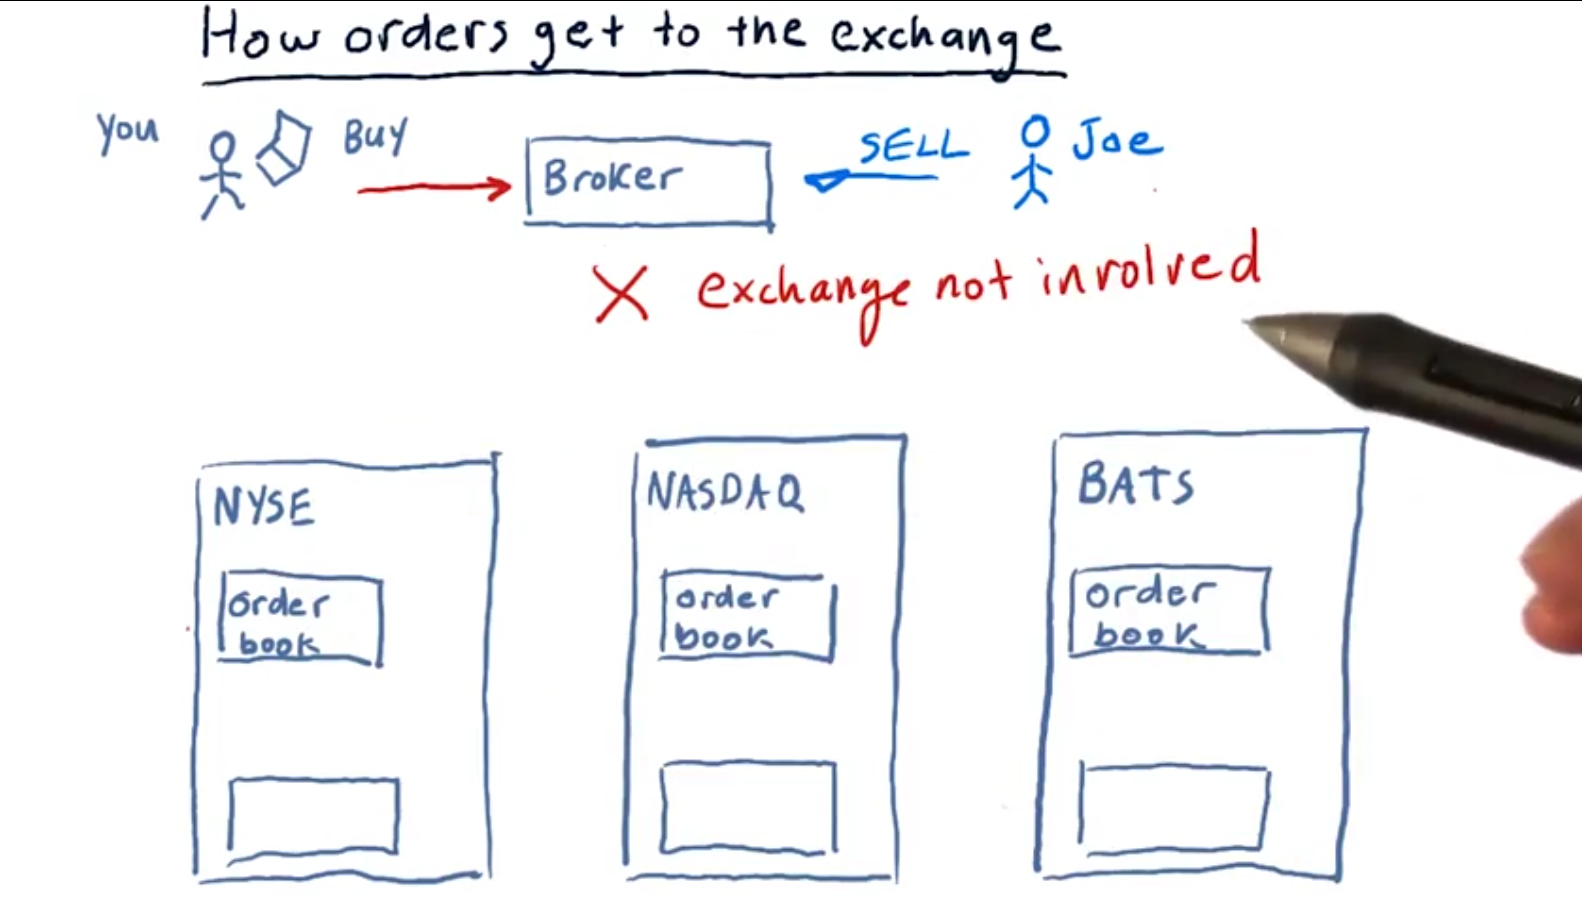 How orders get to the exchange
You
Buy
Broker
SELL
Joe
X exchange not involved
NYSE
order
book
NASDAQ
order
book
BATS
order
book